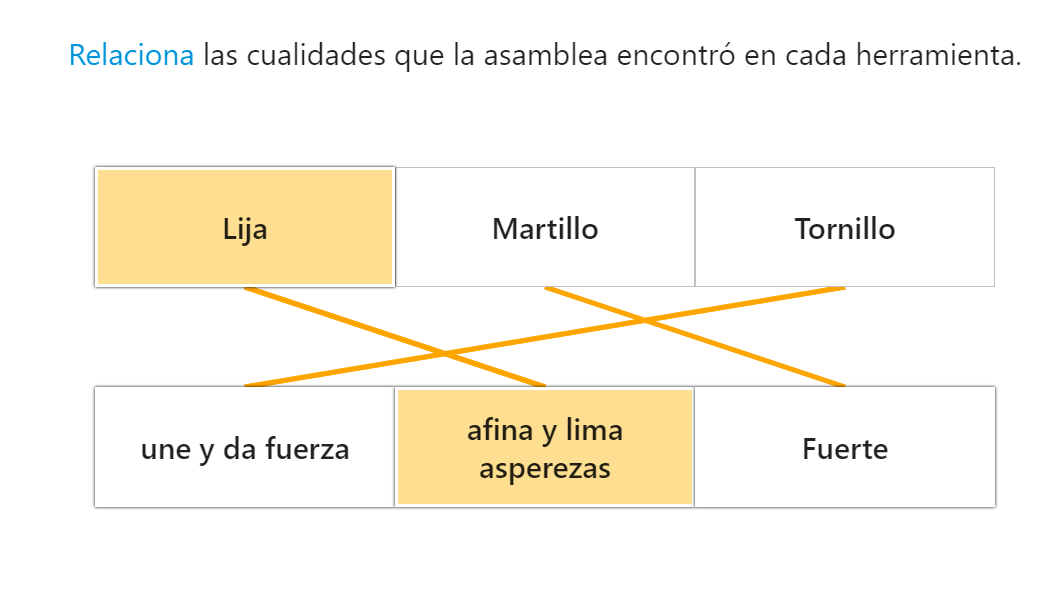 Relaciona las cualidades que la asamblea encontró en cada herramienta.
Lija
Martillo
Tornillo
une y da fuerza
afina y lima
asperezas
Fuerte